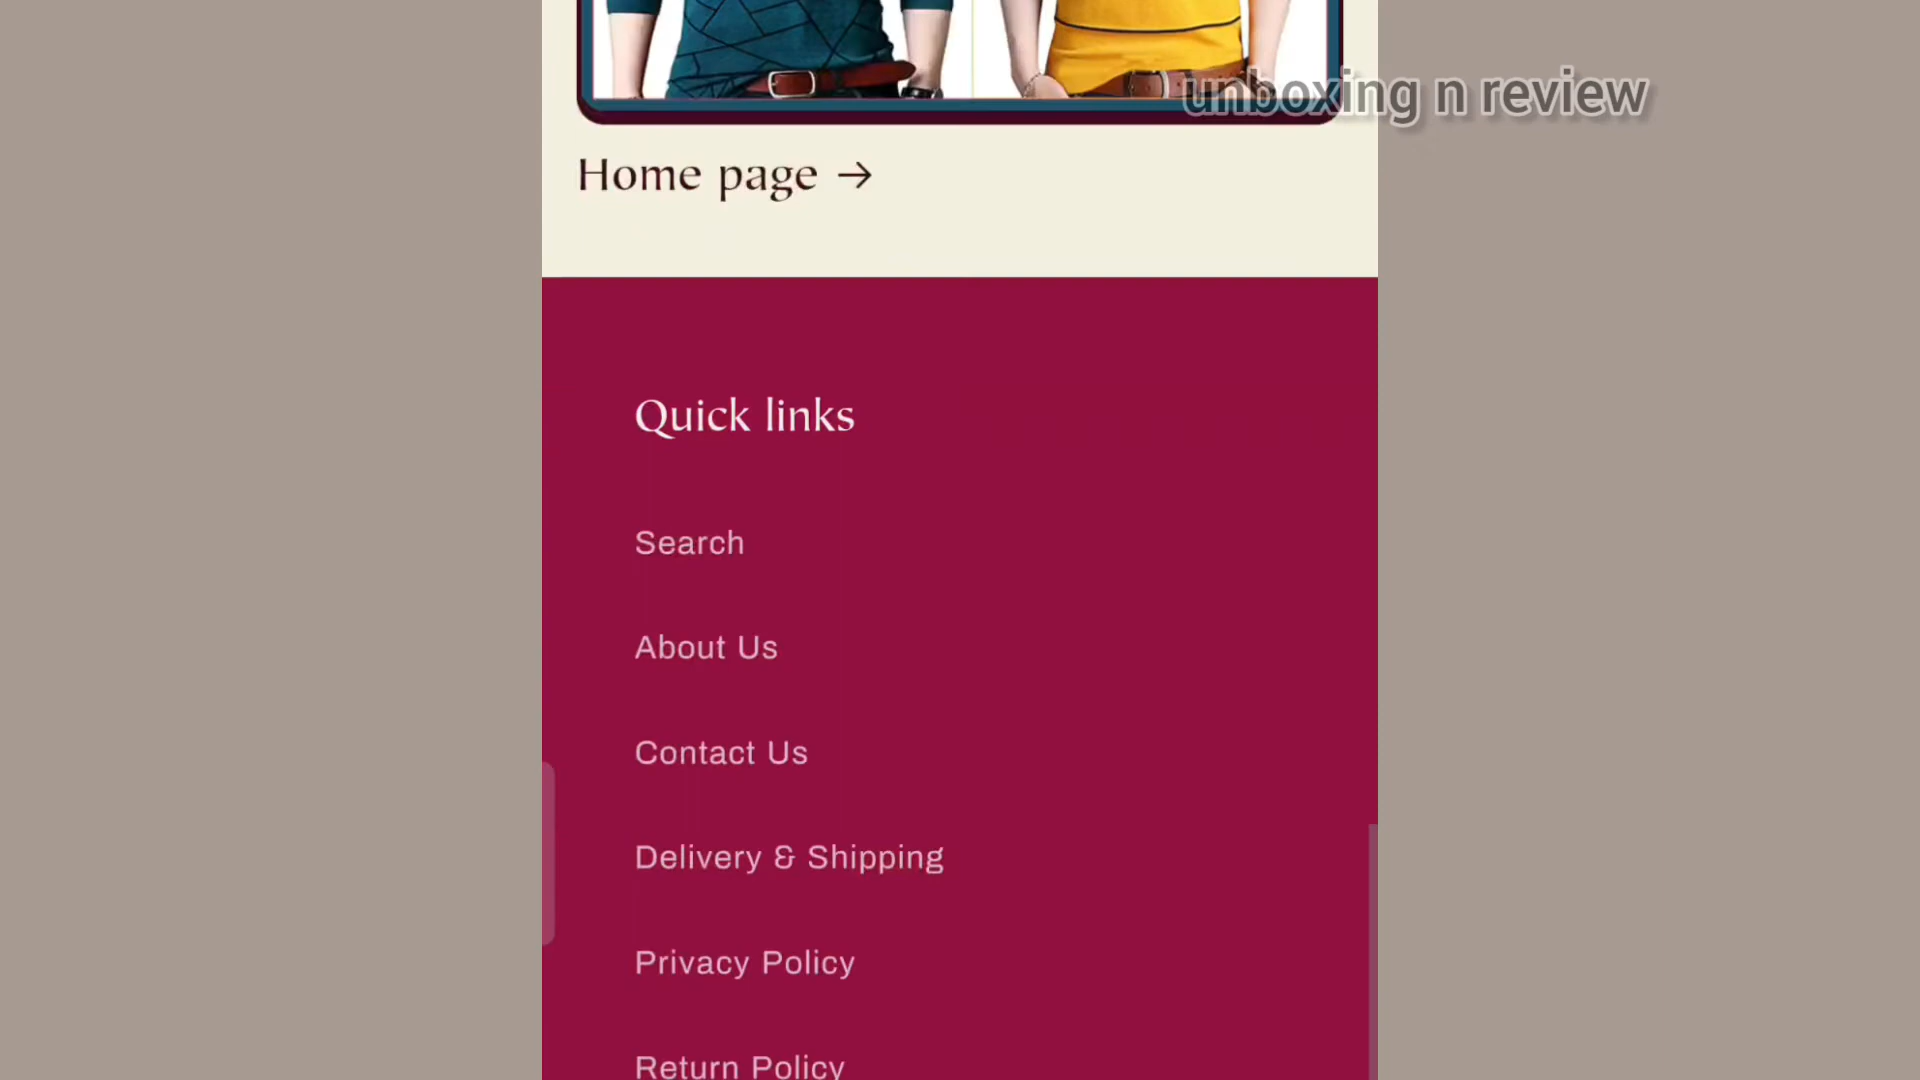 unboxing n review
Home page →
Quick links
Search
About Us
Contact Us
Delivery & Shipping
Privacy Policy
Return Policy